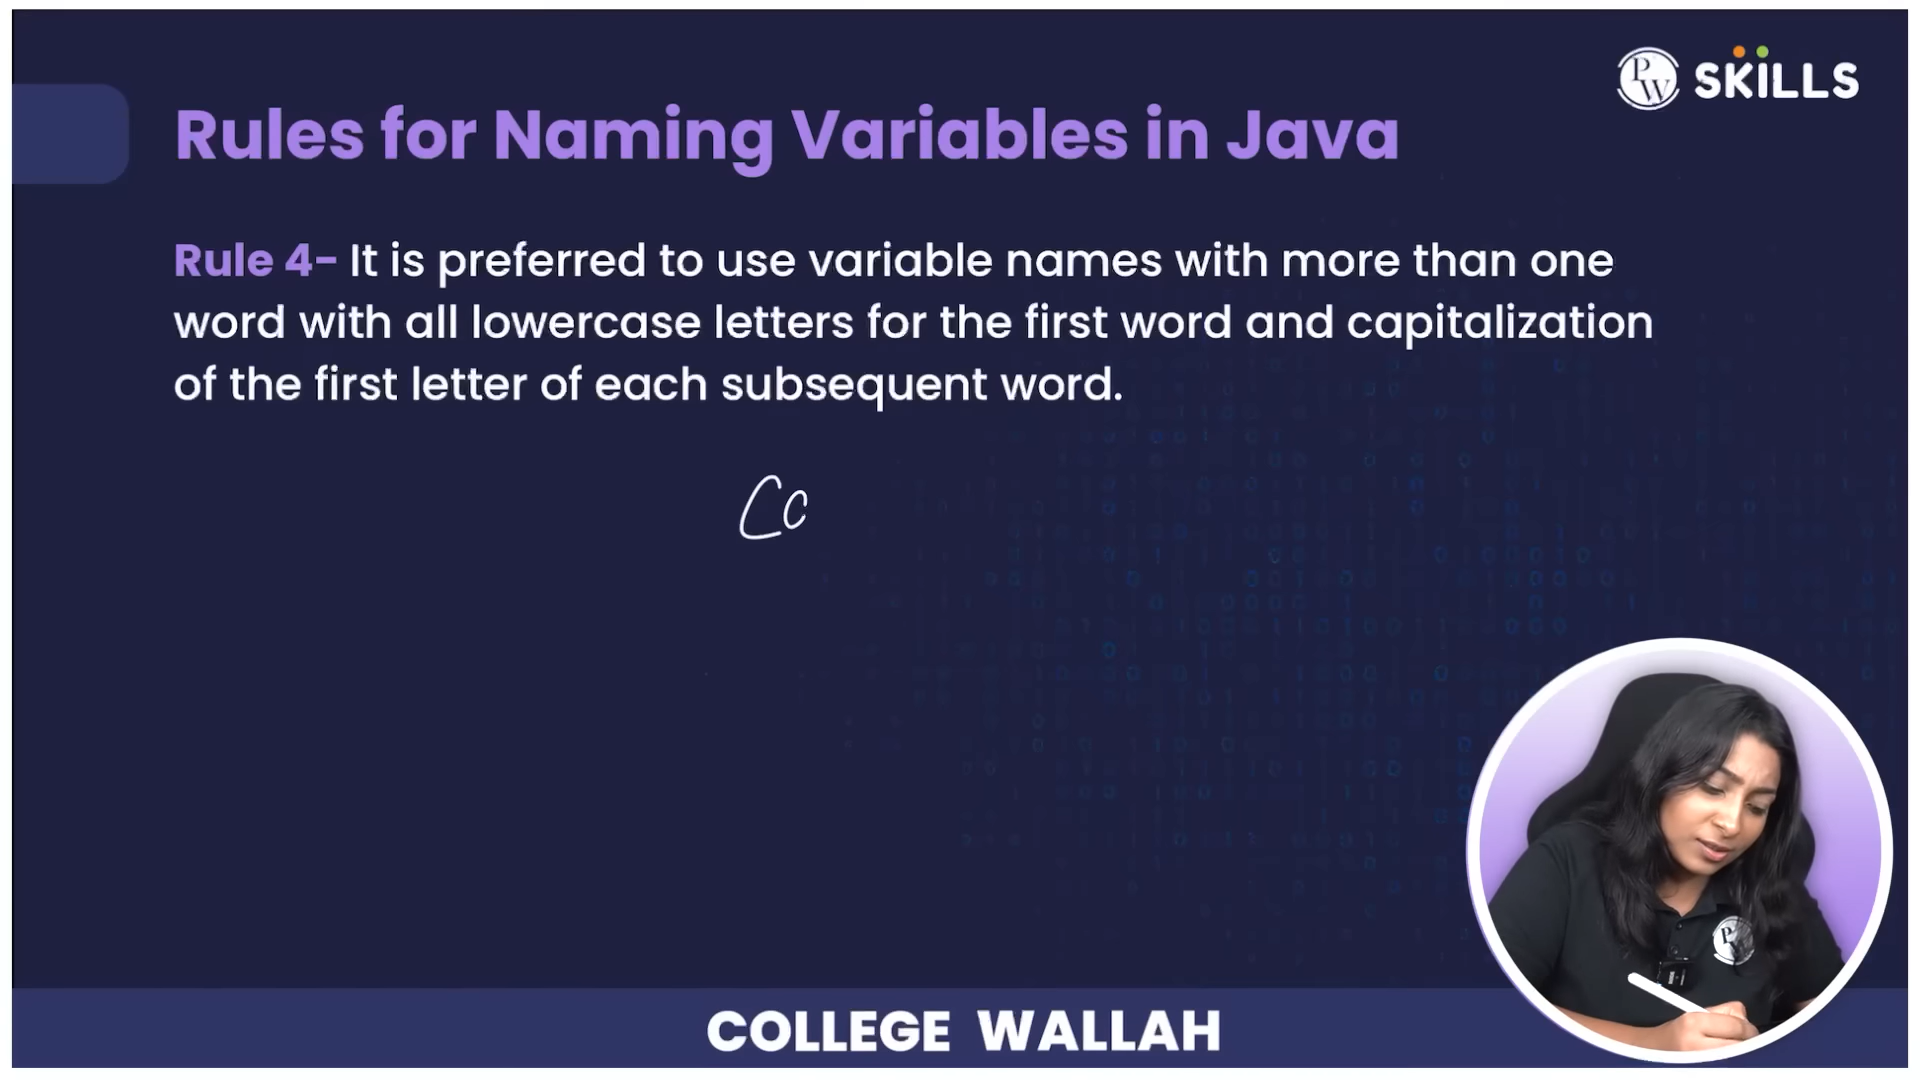 PW SKILLS
Rules for Naming Variables in Java
Rule 4- It is preferred to use variable names with more than one
word with all lowercase letters for the first word and capitalization
of the first letter of each subsequent word.
COLLEGE WALLAH